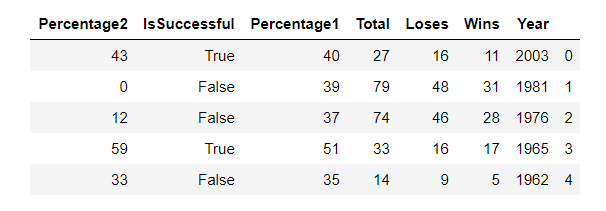 Percentage2 IsSuccessful Percentage1 Total Loses Wins Year
43 True 40 27 16 11 2003 0
0 False 39 79 48 31 1981 1
12 False 37 74 46 28 1976 2
59 True 51 33 16 17 1965 3
33 False 35 14 9 5 1962 4